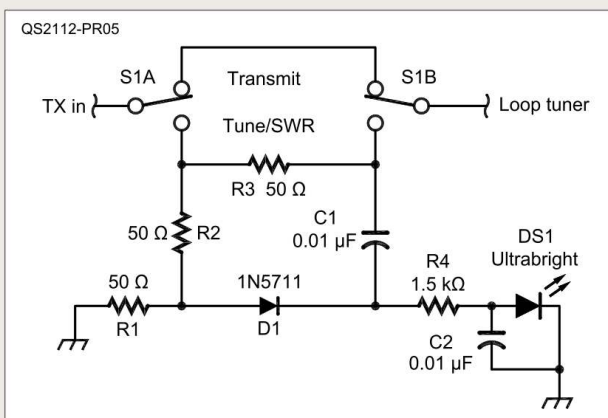 QS2112-PR05
S1A
Transmit
S1B
TX in
Loop tuner
Tune/SWR
R3 50 Ω
50 Ω
R2
C1
0.01 µF
DS1
Ultrabright
R4
1.5 kΩ
50 Ω
R1
1N5711
D1
C2
0.01 µF